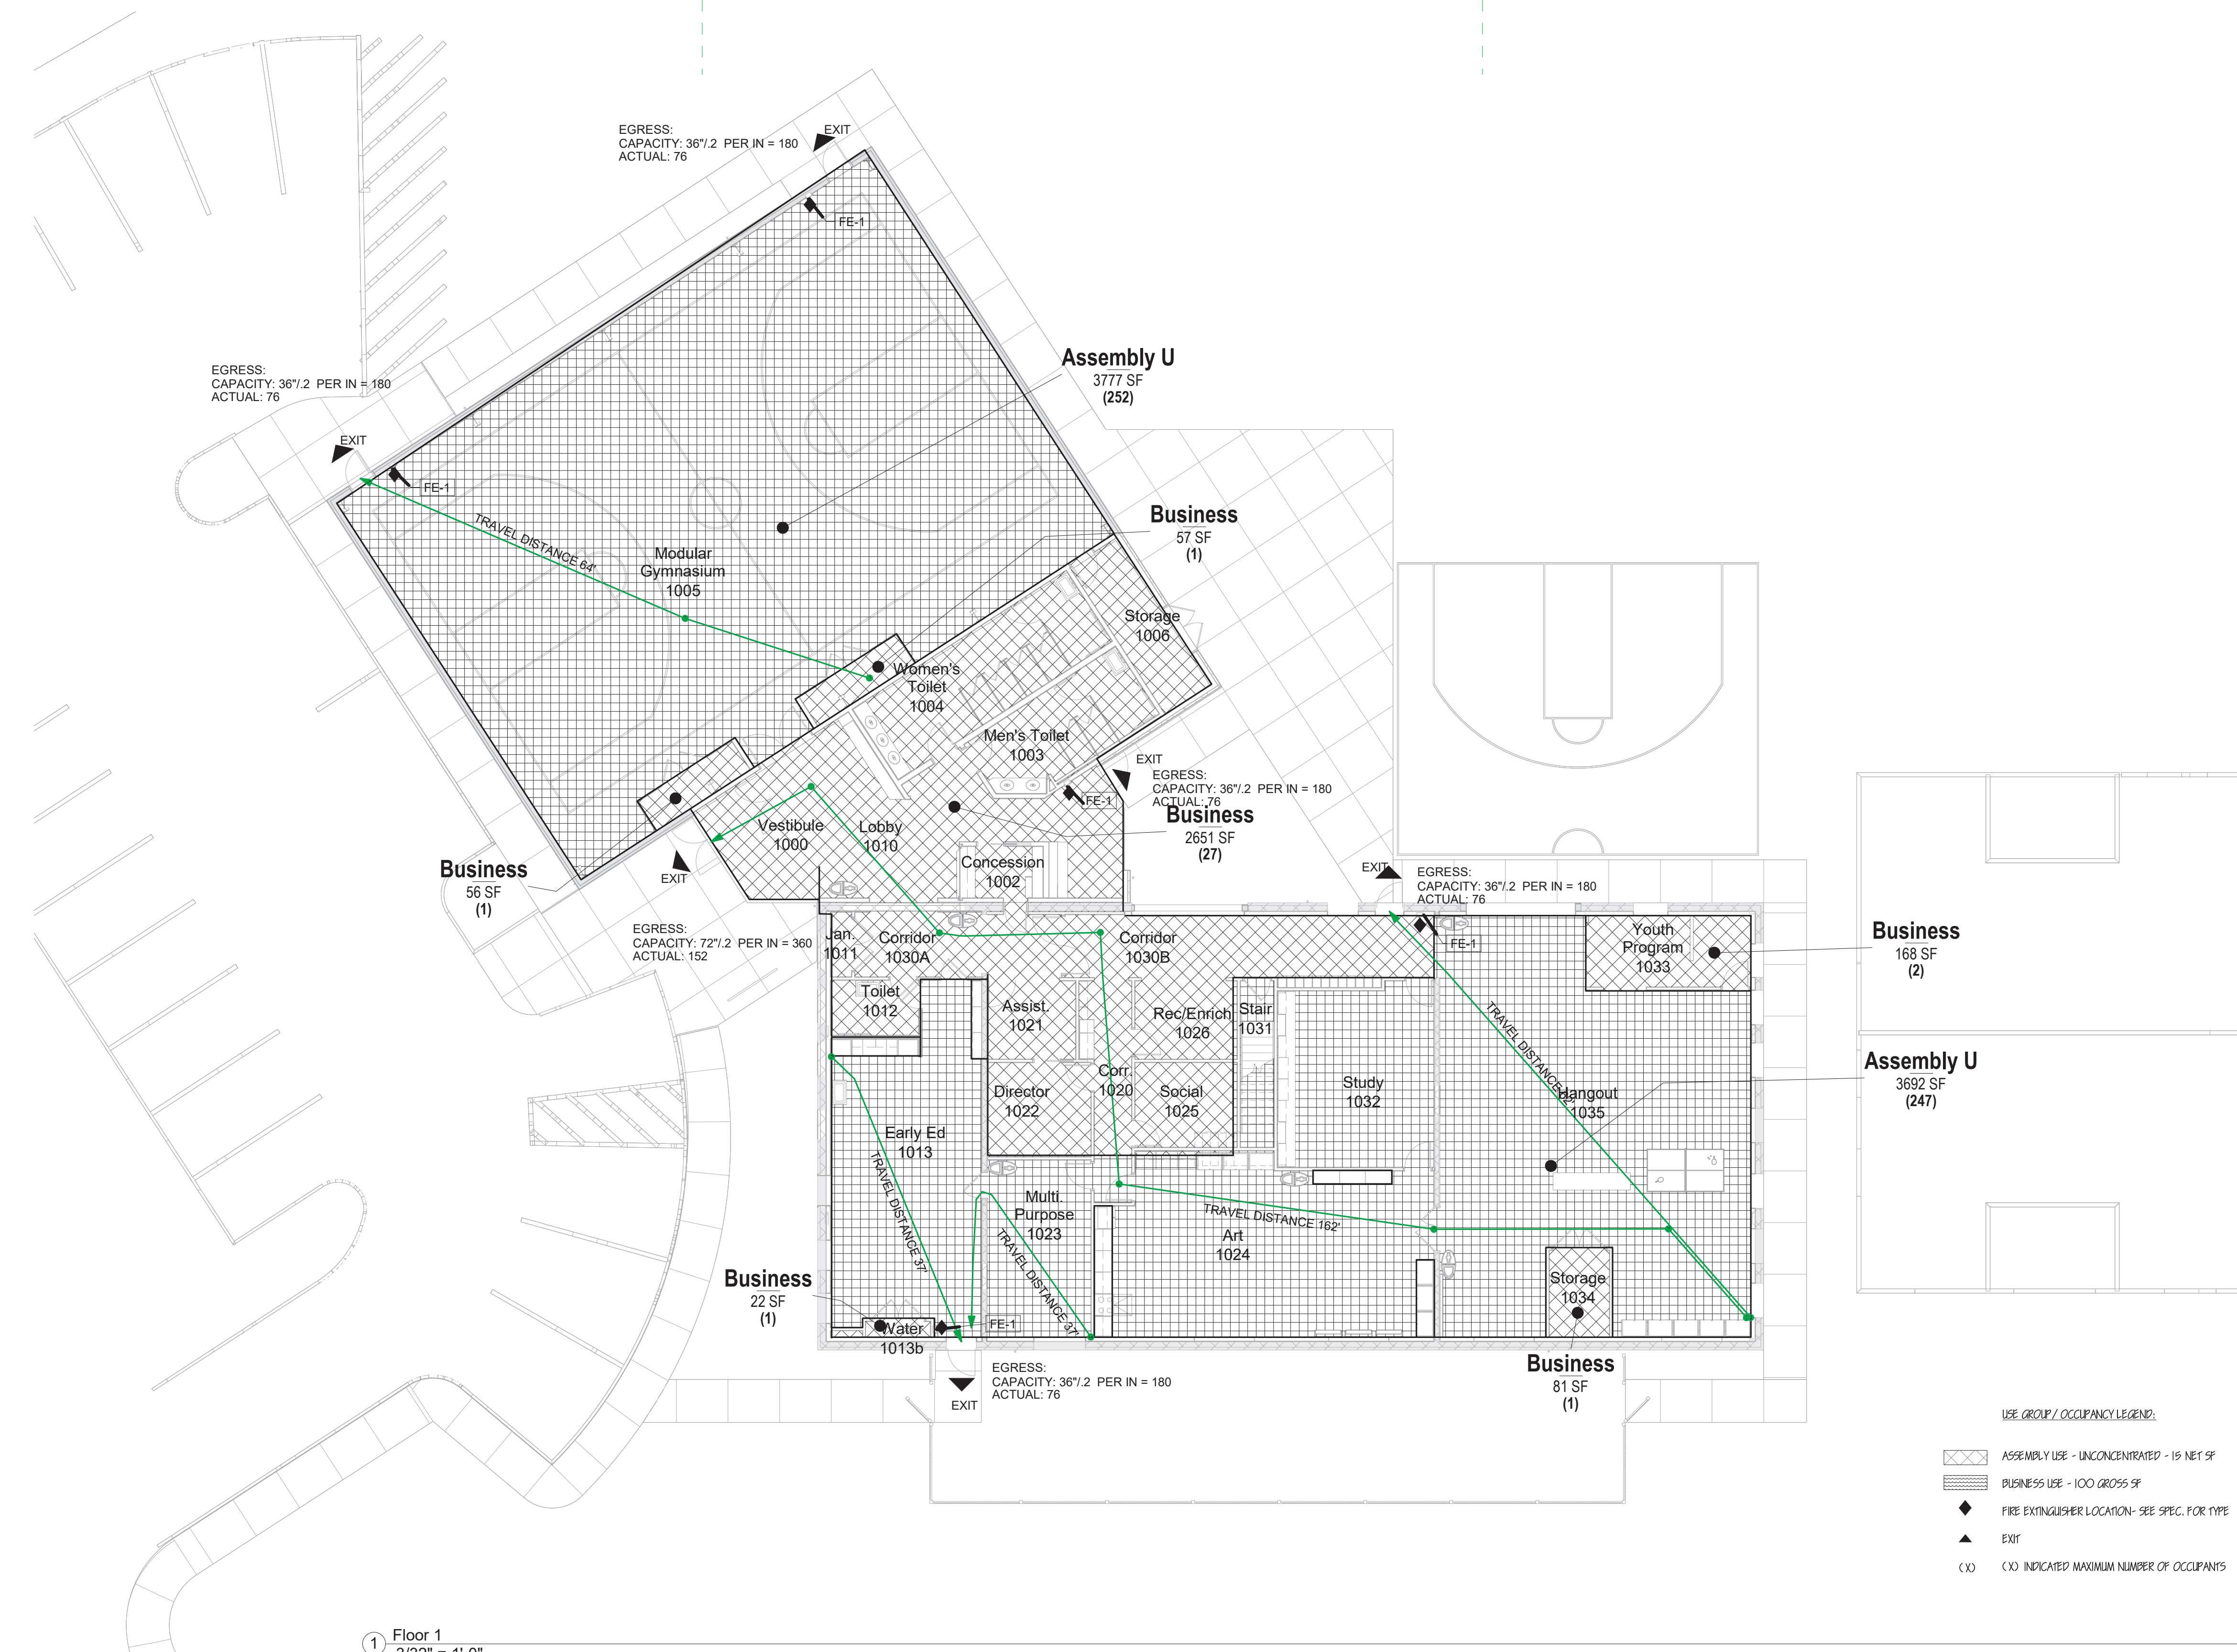 EGRESS:
CAPACITY: 36"/.2 PER IN = 180
ACTUAL: 76
EXIT
FE-1
EGRESS:
CAPACITY: 36"/.2 PER IN = 180
ACTUAL: 76
EXIT
FE-1
Assembly U
3777 SF
(252)
TRAVEL DISTANCE 64'
Modular
Gymnasium
1005
Business
57 SF
(1)
Storage
1006
Women's
Toilet
1004
Men's Toilet
1003
EXIT
EGRESS:
CAPACITY: 36"/.2 PER IN = 180
ACTUAL: 76
FE-1
Business
2651 SF
(27)
Vestibule
1000
Lobby
1010
Concession
1002
Business
56 SF
(1)
EXIT
EGRESS:
CAPACITY: 72"/.2 PER IN = 360
ACTUAL: 152
EXIT
EGRESS:
CAPACITY: 36"/.2 PER IN = 180
ACTUAL: 76
FE-1
Jan.
1011
Corridor
1030A
Corridor
1030B
Youth
Program
1033
Business
168 SF
(2)
Toilet
1012
Assist.
1021
Rec/Enrich
1026
Stair
1031
Director
1022
Corr.
1020
Social
1025
Study
1032
TRAVEL DISTANCE
Hangout
1035
Assembly U
3692 SF
(247)
Early Ed
1013
TRAVEL DISTANCE 37'
Multi.
Purpose
1023
TRAVEL DISTANCE 37'
TRAVEL DISTANCE 162'
Art
1024
Storage
1034
Business
22 SF
(1)
Water
1013b
FE-1
EGRESS:
CAPACITY: 36"/.2 PER IN = 180
ACTUAL: 76
EXIT
Business
81 SF
(1)
USE GROUP/ OCCUPANCY LEGEND:
ASSEMBLY USE - UNCONCENTRATED - 15 NET SF
BUSINESS USE - 100 GROSS SF
FIRE EXTINGUISHER LOCATION- SEE SPEC. FOR TYPE
EXIT
(X) (X) INDICATED MAXIMUM NUMBER OF OCCUPANTS
1 Floor 1
3/32" = 1'-0"